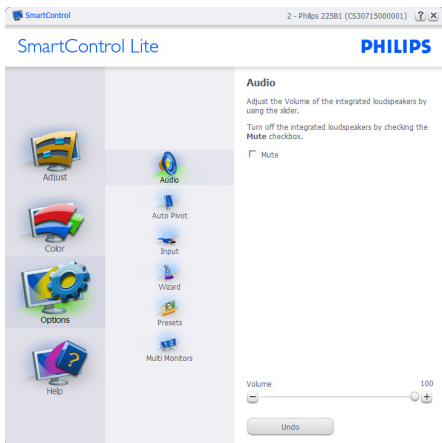 SmartControl
2 - Philips 225B1 (CS30715000001)
?
SmartControl Lite
PHILIPS
Adjust
Color
Options
Help
Audio
Auto Pivot
Input
Wizard
Presets
Multi Monitors
Audio
Adjust the Volume of the integrated loudspeakers by
using the slider.
Turn off the integrated loudspeakers by checking the
Mute checkbox.
Mute
Volume 100
Undo